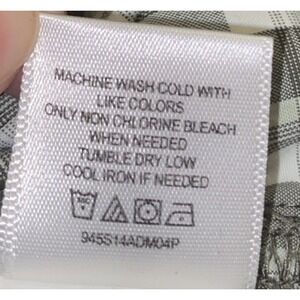 MACHINE WASH COLD WITH
LIKE COLORS
ONLY NON CHLORINE BLEACH
WHEN NEEDED
TUMBLE DRY LOW
COOL IRON IF NEEDED
945S14ADM04P